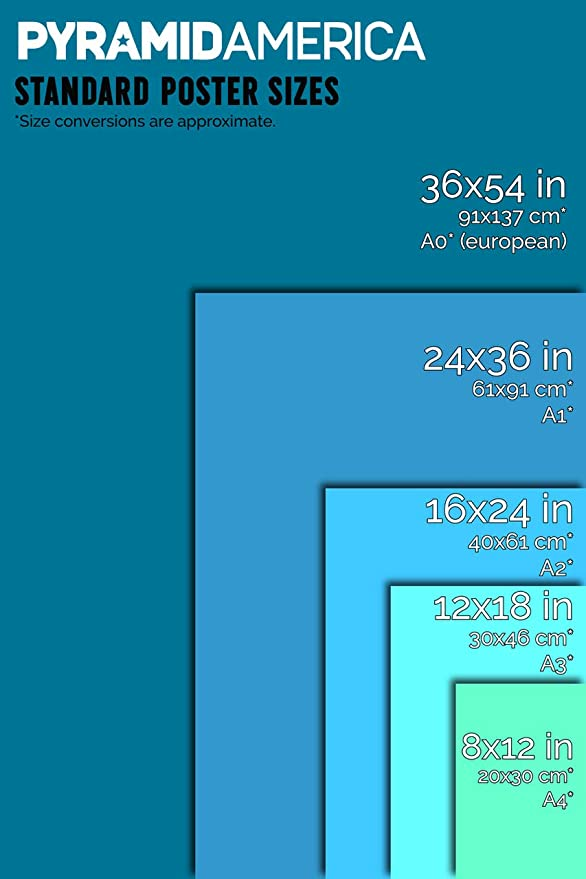 PYRAMIDAMERICA
STANDARD POSTER SIZES
*Size conversions are approximate.
36x54 in
91x137 cm*
A0* (european)
24x36 in
61x91 cm*
A1*
16x24 in
40x61 cm*
A2*
12x18 in
30x46 cm*
A3*
8x12 in
20x30 cm*
A4*